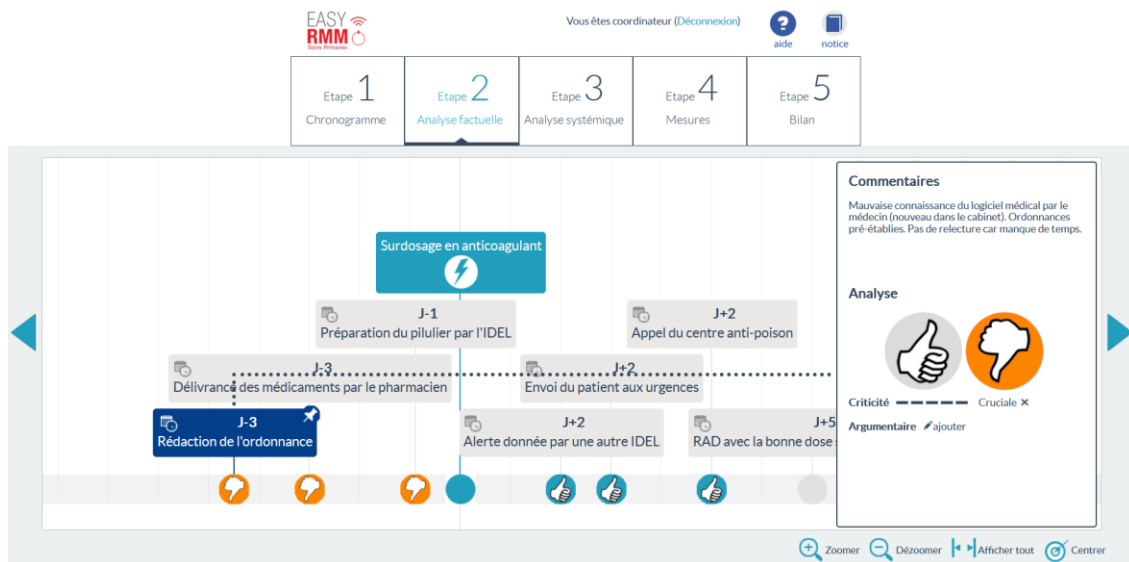 EASY
RMM
Soins Primaires
Vous êtes coordinateur (Déconnexion)
?
aide
notice
Etape 1
Chronogramme
Etape 2
Analyse factuelle
Etape 3
Analyse systémique
Etape 4
Mesures
Etape 5
Bilan
Surdosage en anticoagulant
J-1
Préparation du pilulier par l'IDEL
J+2
Appel du centre anti-poison
J-3
Délivrance des médicaments par le pharmacien
J+2
Envoi du patient aux urgences
J-3
Rédaction de l'ordonnance
J+2
Alerte donnée par une autre IDEL
J+5
RAD avec la bonne dose
Commentaires
Mauvaise connaissance du logiciel médical par le
médecin (nouveau dans le cabinet). Ordonnances
pré-établies. Pas de relecture car manque de temps.
Analyse
Criticité
Cruciale ×
Argumentaire ajouter
Zoomer
Dézoomer
Afficher tout
Centrer